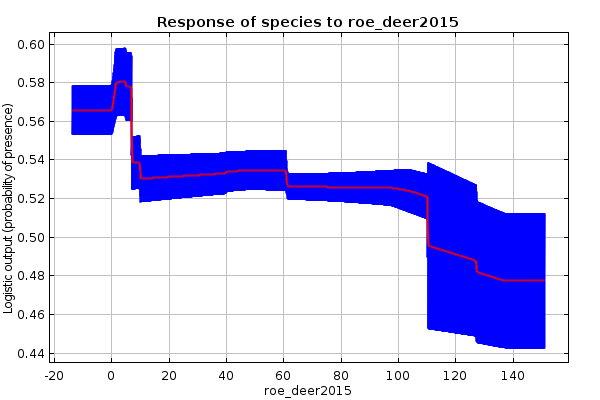 Response of species to roe_deer2015
Logistic output (probability of presence)
0.60
0.58
0.56
0.54
0.52
0.50
0.48
0.46
0.44
-20 0 20 40 60 80 100 120 140
roe_deer2015